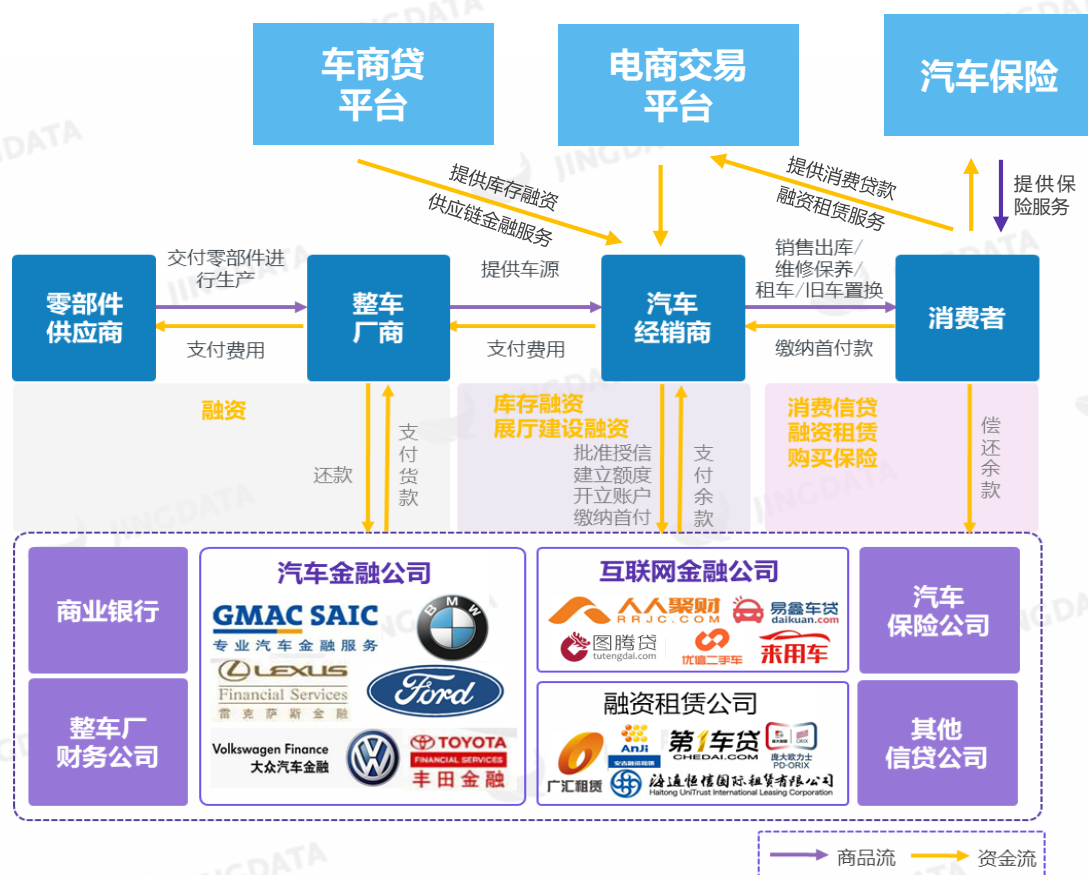 车商贷
平台
电商交易
平台
汽车保险
提供库存融资
供应链金融服务
提供消费贷款
融资租赁服务
提供保
险服务
交付零部件进
行生产
提供车源
销售出库/
维修保养/
租车/旧车置换
零部件
供应商
整车
厂商
汽车
经销商
消费者
支付费用
支付费用
缴纳首付款
融资
还款
支
付
货
款
库存融资
展厅建设融资
批准授信
建立额度
开立账户
缴纳首付
支
付
余
款
消费信贷
融资租赁
购买保险
偿
还
余
款
商业银行
整车厂
财务公司
汽车金融公司
GMAC SAIC
专业汽车金融服务
BMW
LEXUS
Financial Services
雷克萨斯金融
Ford
Volkswagen Finance
大众汽车金融
TOYOTA
FINANCIAL SERVICES
丰田金融
互联网金融公司
人人聚财
RRJC.COM
易鑫车贷
daikuan.com
图腾贷
tutengdai.com
优信二手车
来用车
融资租赁公司
广汇租赁
AnJi
安吉融资租赁
第1车贷
CHEDAI.COM
ORIX
庞大欧力士
PD-ORIX
海通恒信国际租赁有限公司
Haitong UniTrust International Leasing Corporation
汽车
保险公司
其他
信贷公司
商品流
资金流
JINGDATA